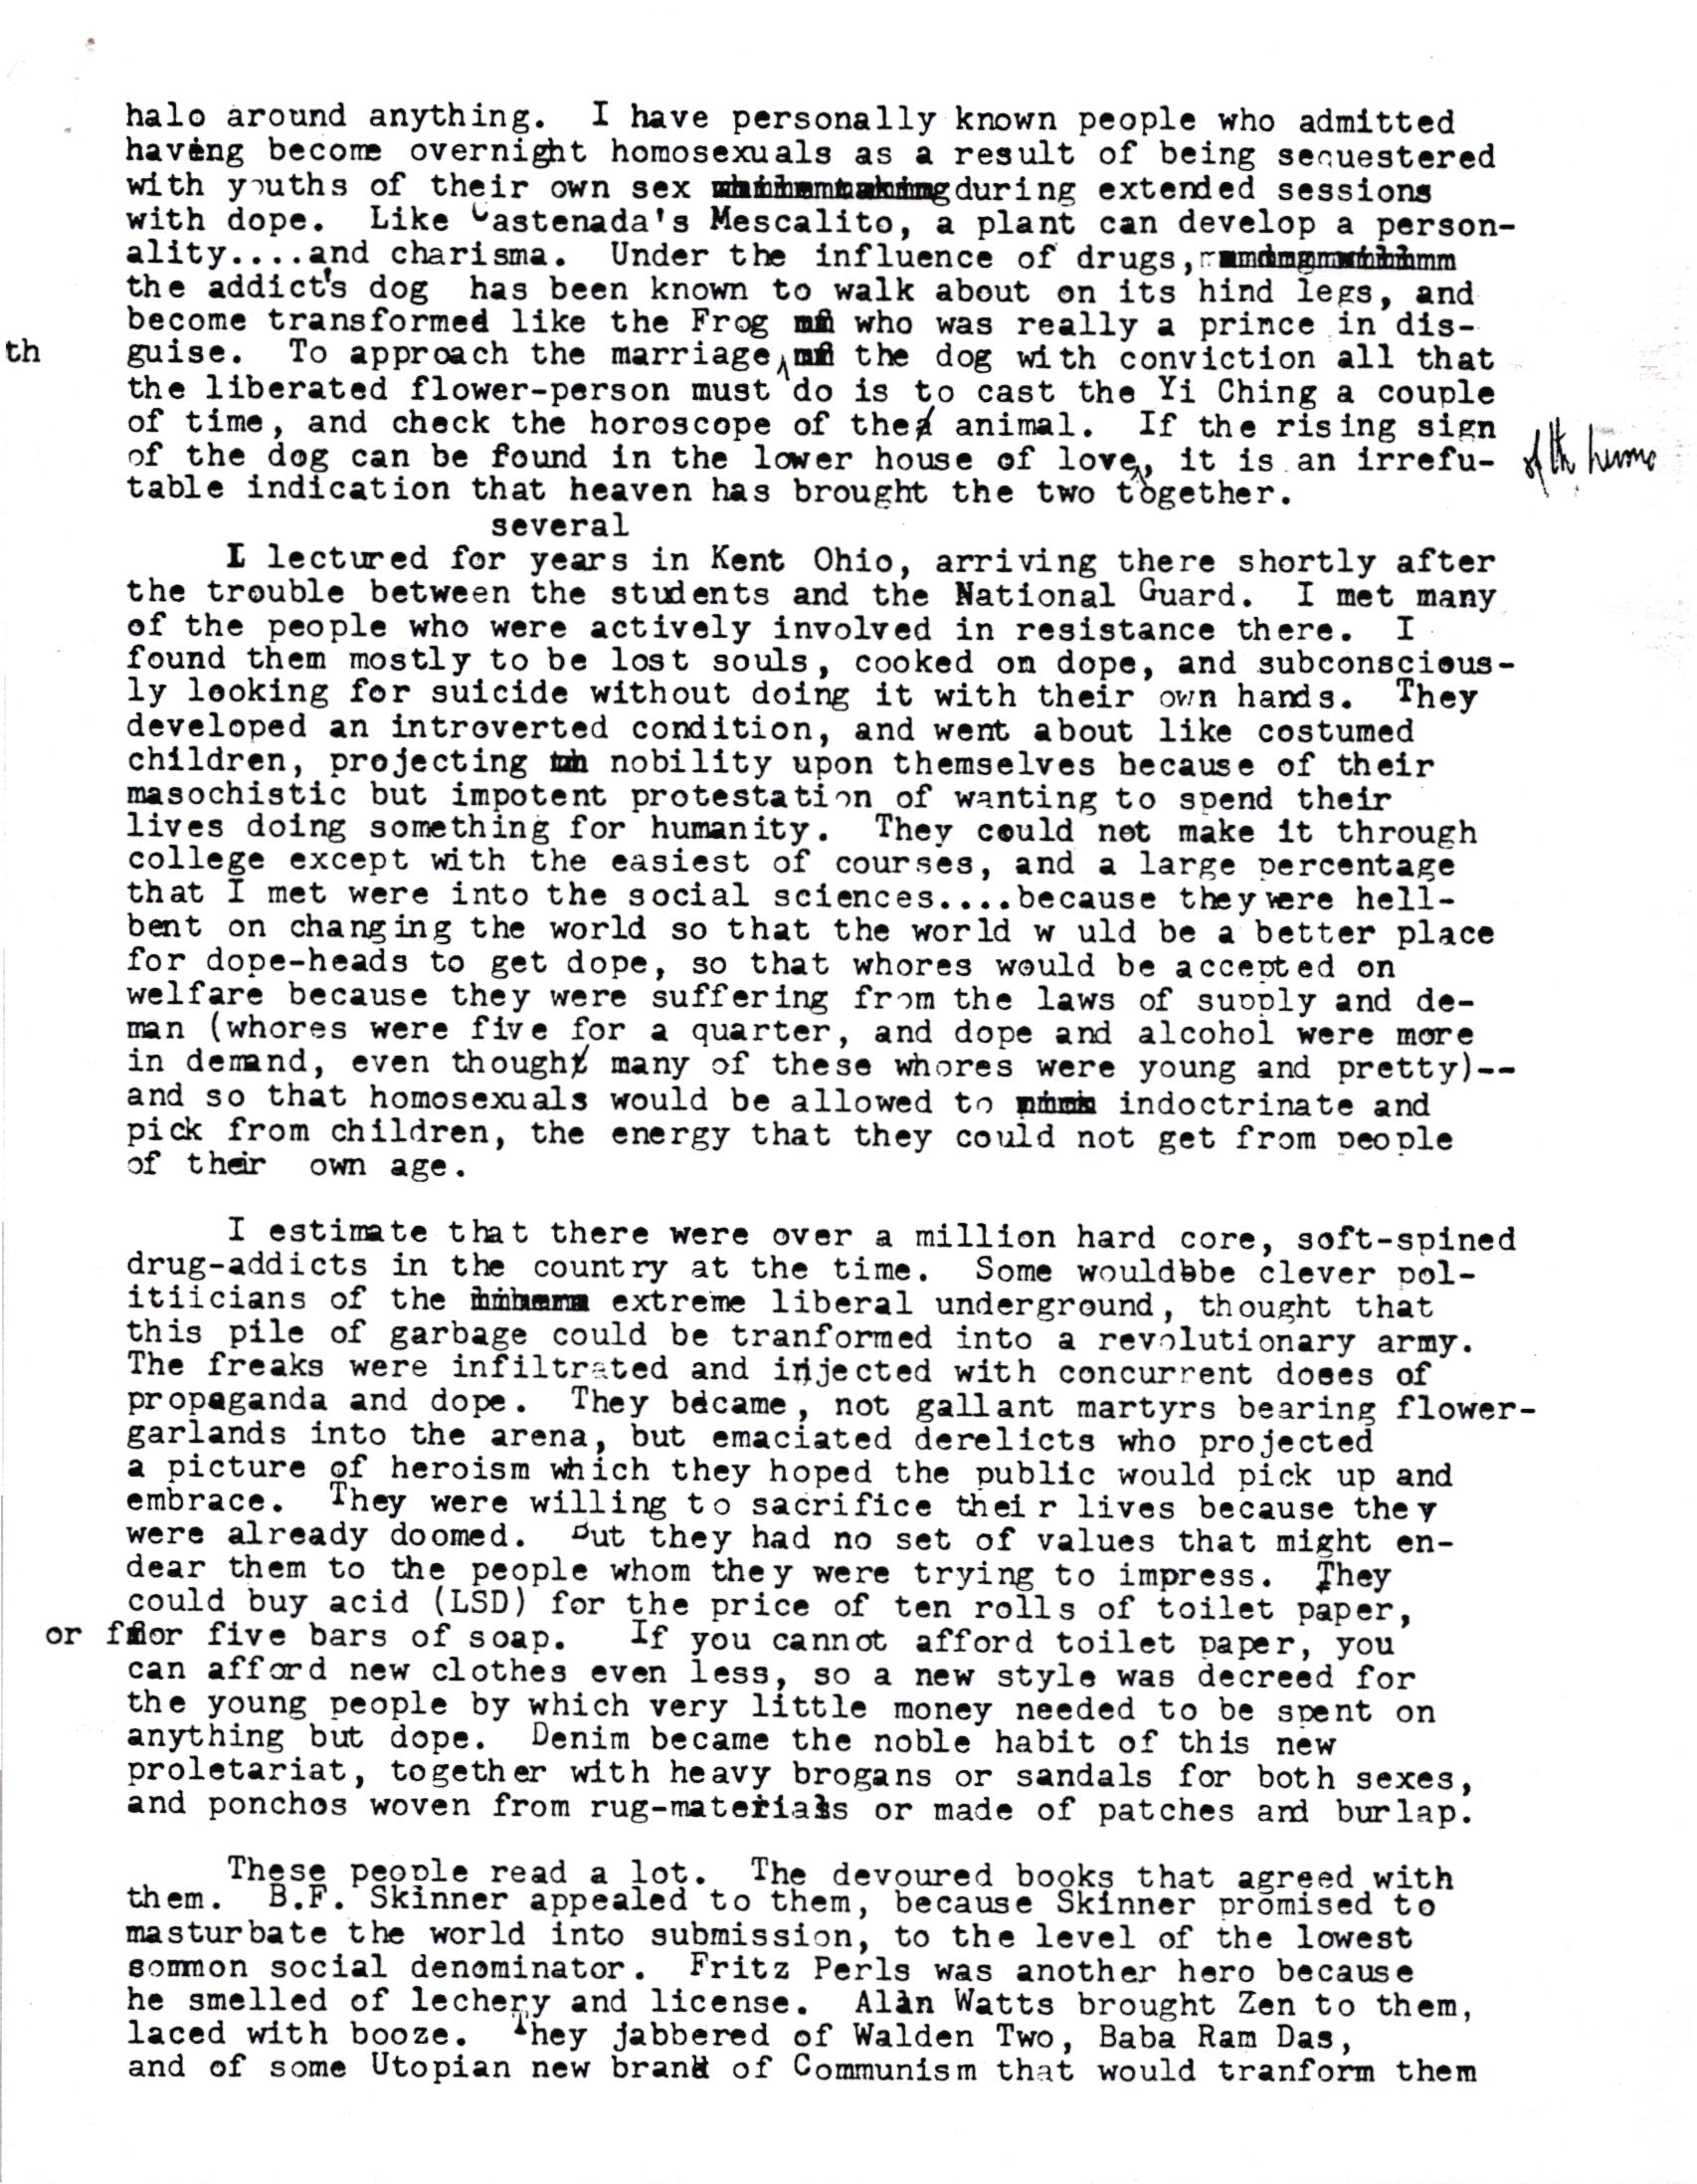 halo around anything.  I have personally known people who admitted
having become overnight homosexuals as a result of being sequestered
with youths of their own sex during extended sessions
with dope.  Like Castenada's Mescalito, a plant can develop a person-
ality....and charisma.  Under the influence of drugs,
the addict's dog  has been known to walk about on its hind legs, and
become transformed like the Frog who was really a prince in dis-
th guise.  To approach the marriage the dog with conviction all that
the liberated flower-person must do is to cast the Yi Ching a couple
of time, and check the horoscope of the animal.  If the rising sign
of the dog can be found in the lower house of love, it is an irrefu- of th
table indication that heaven has brought the two together.
several
I lectured for years in Kent Ohio, arriving there shortly after
the trouble between the students and the National Guard.  I met many
of the people who were actively involved in resistance there.  I
found them mostly to be lost souls, cooked on dope, and subconscious-
ly looking for suicide without doing it with their own hands.  They
developed an introverted condition, and went about like costumed
children, projecting nobility upon themselves because of their
masochistic but impotent protestation of wanting to spend their
lives doing something for humanity.  They could not make it through
college except with the easiest of courses, and a large percentage
that I met were into the social sciences....because they were hell-
bent on changing the world so that the world w uld be a better place
for dope-heads to get dope, so that whores would be accepted on
welfare because they were suffering from the laws of supply and de-
man (whores were five for a quarter, and dope and alcohol were more
in demand, even though many of these whores were young and pretty)--
and so that homosexuals would be allowed to indoctrinate and
pick from children, the energy that they could not get from people
of their  own age.
I estimate that there were over a million hard core, soft-spined
drug-addicts in the country at the time.  Some wouldbbe clever pol-
itiicians of the extreme liberal underground, thought that
this pile of garbage could be tranformed into a revolutionary army.
The freaks were infiltrated and injected with concurrent doses of
propaganda and dope.  They became, not gallant martyrs bearing flower-
garlands into the arena, but emaciated derelicts who projected
a picture of heroism which they hoped the public would pick up and
embrace.  They were willing to sacrifice their lives because they
were already doomed.  But they had no set of values that might en-
dear them to the people whom they were trying to impress.  They
could buy acid (LSD) for the price of ten rolls of toilet paper,
or for five bars of soap.   If you cannot afford toilet paper, you
can afford new clothes even less, so a new style was decreed for
the young people by which very little money needed to be spent on
anything but dope.  Denim became the noble habit of this new
proletariat, together with heavy brogans or sandals for both sexes,
and ponchos woven from rug-materials or made of patches and burlap.
These people read a lot.  The devoured books that agreed with
them.  B.F. Skinner appealed to them, because Skinner promised to
masturbate the world into submission, to the level of the lowest
sommon social denominator.  Fritz Perls was another hero because
he smelled of lechery and license.  Alan Watts brought Zen to them,
laced with booze.  They jabbered of Walden Two, Baba Ram Das,
and of some Utopian new brand of Communism that would tranform them